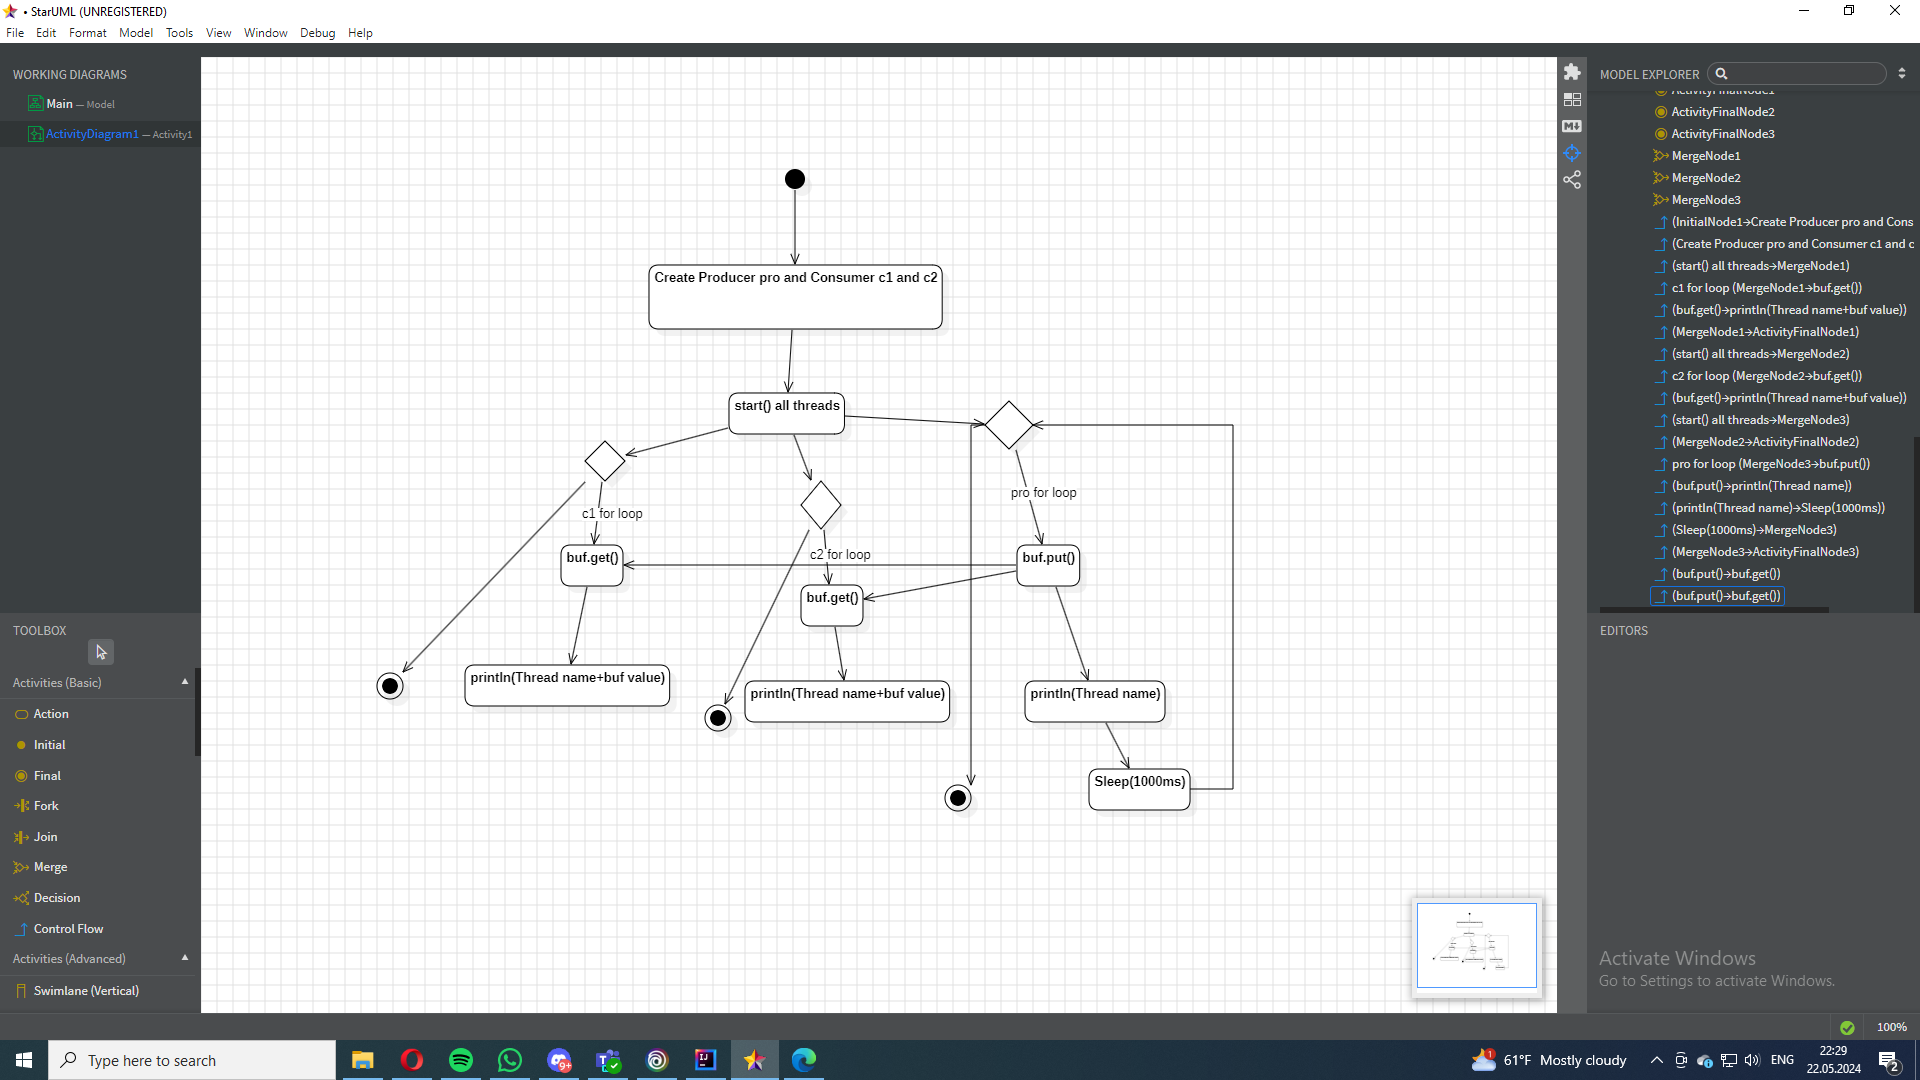 • StarUML (UNREGISTERED)
File Edit Format Model Tools View Window Debug Help
WORKING DIAGRAMS
Main — Model
ActivityDiagram1 — Activity1
TOOLBOX
Activities (Basic)
Action
Initial
Final
Fork
Join
Merge
Decision
Control Flow
Activities (Advanced)
Swimlane (Vertical)
Create Producer pro and Consumer c1 and c2
start() all threads
pro for loop
c1 for loop
c2 for loop
buf.get()
buf.put()
buf.get()
println(Thread name+buf value)
println(Thread name+buf value)
println(Thread name)
Sleep(1000ms)
MODEL EXPLORER
ActivityFinalNode1
ActivityFinalNode2
ActivityFinalNode3
MergeNode1
MergeNode2
MergeNode3
(InitialNode1→Create Producer pro and Cons
(Create Producer pro and Consumer c1 and c
(start() all threads→MergeNode1)
c1 for loop (MergeNode1→buf.get())
(buf.get()→println(Thread name+buf value))
(MergeNode1→ActivityFinalNode1)
(start() all threads→MergeNode2)
c2 for loop (MergeNode2→buf.get())
(buf.get()→println(Thread name+buf value))
(start() all threads→MergeNode3)
(MergeNode2→ActivityFinalNode2)
pro for loop (MergeNode3→buf.put())
(buf.put()→println(Thread name))
(println(Thread name)→Sleep(1000ms))
(Sleep(1000ms)→MergeNode3)
(MergeNode3→ActivityFinalNode3)
(buf.put()→buf.get())
(buf.put()→buf.get())
EDITORS
Activate Windows
Go to Settings to activate Windows.
100%
Type here to search
9+
1
61°F Mostly cloudy
ENG
22:29
22.05.2024
2